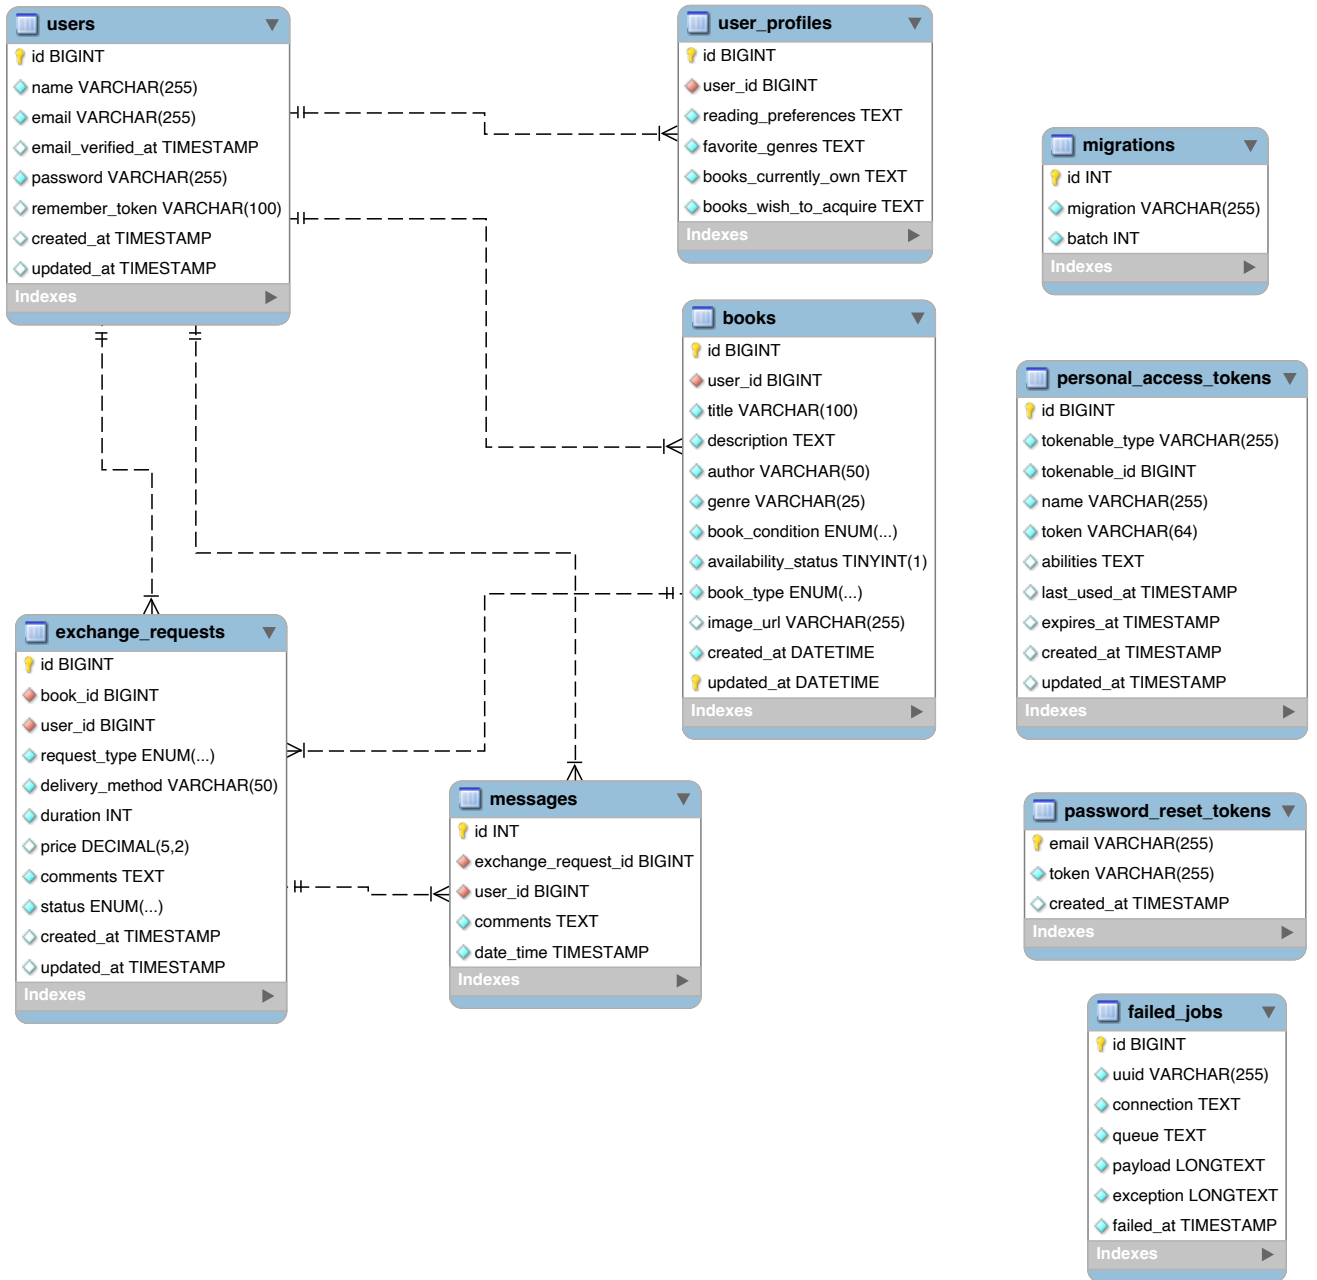 users
id BIGINT
name VARCHAR(255)
email VARCHAR(255)
email_verified_at TIMESTAMP
password VARCHAR(255)
remember_token VARCHAR(100)
created_at TIMESTAMP
updated_at TIMESTAMP
Indexes
user_profiles
id BIGINT
user_id BIGINT
reading_preferences TEXT
favorite_genres TEXT
books_currently_own TEXT
books_wish_to_acquire TEXT
Indexes
migrations
id INT
migration VARCHAR(255)
batch INT
Indexes
books
id BIGINT
user_id BIGINT
title VARCHAR(100)
description TEXT
author VARCHAR(50)
genre VARCHAR(25)
book_condition ENUM(...)
availability_status TINYINT(1)
book_type ENUM(...)
image_url VARCHAR(255)
created_at DATETIME
updated_at DATETIME
Indexes
personal_access_tokens
id BIGINT
tokenable_type VARCHAR(255)
tokenable_id BIGINT
name VARCHAR(255)
token VARCHAR(64)
abilities TEXT
last_used_at TIMESTAMP
expires_at TIMESTAMP
created_at TIMESTAMP
updated_at TIMESTAMP
Indexes
exchange_requests
id BIGINT
book_id BIGINT
user_id BIGINT
request_type ENUM(...)
delivery_method VARCHAR(50)
duration INT
price DECIMAL(5,2)
comments TEXT
status ENUM(...)
created_at TIMESTAMP
updated_at TIMESTAMP
Indexes
messages
id INT
exchange_request_id BIGINT
user_id BIGINT
comments TEXT
date_time TIMESTAMP
Indexes
password_reset_tokens
email VARCHAR(255)
token VARCHAR(255)
created_at TIMESTAMP
Indexes
failed_jobs
id BIGINT
uuid VARCHAR(255)
connection TEXT
queue TEXT
payload LONGTEXT
exception LONGTEXT
failed_at TIMESTAMP
Indexes